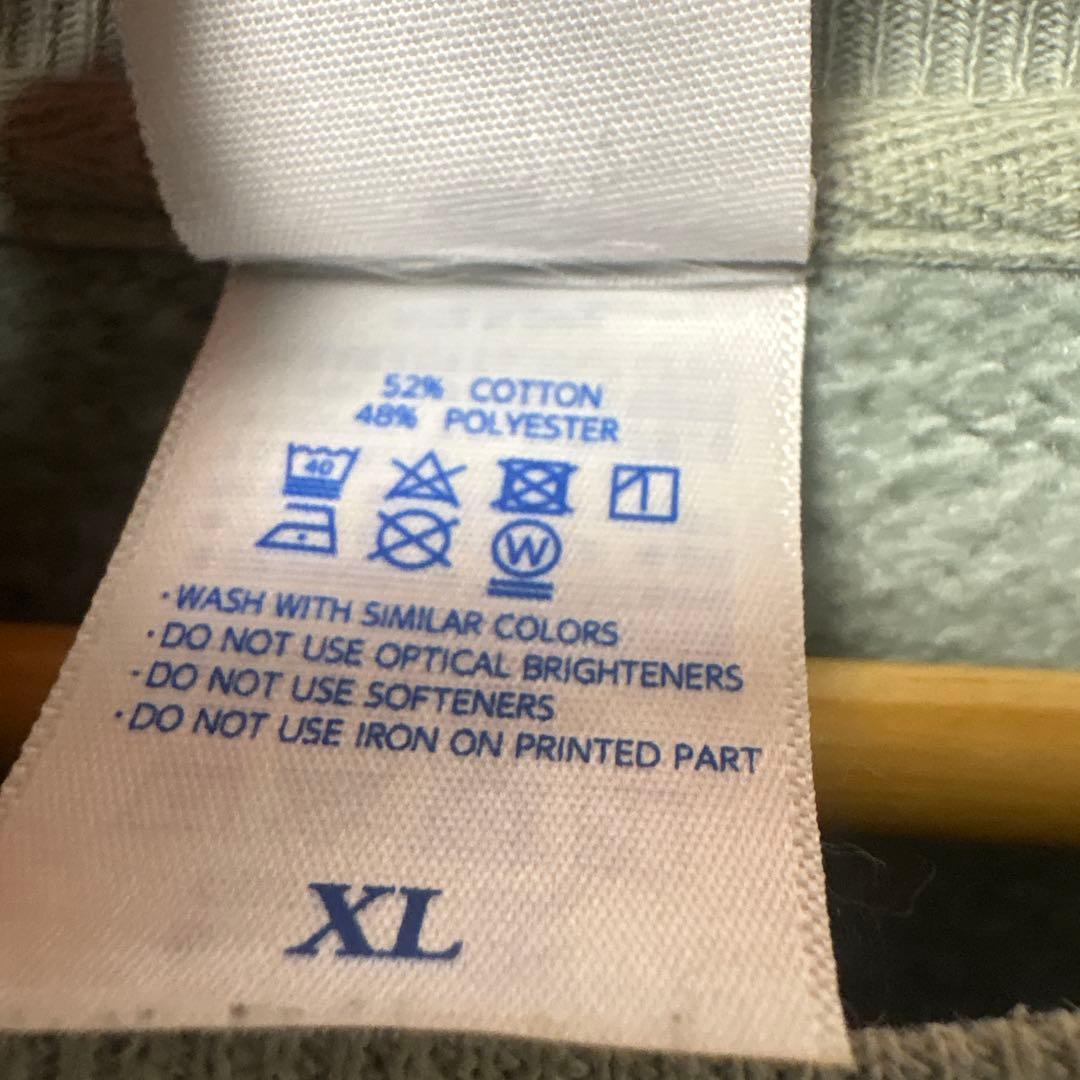 52% COTTON
48% POLYESTER
40
W
· WASH WITH SIMILAR COLORS
· DO NOT USE OPTICAL BRIGHTENERS
· DO NOT USE SOFTENERS
· DO NOT USE IRON ON PRINTED PART
XL